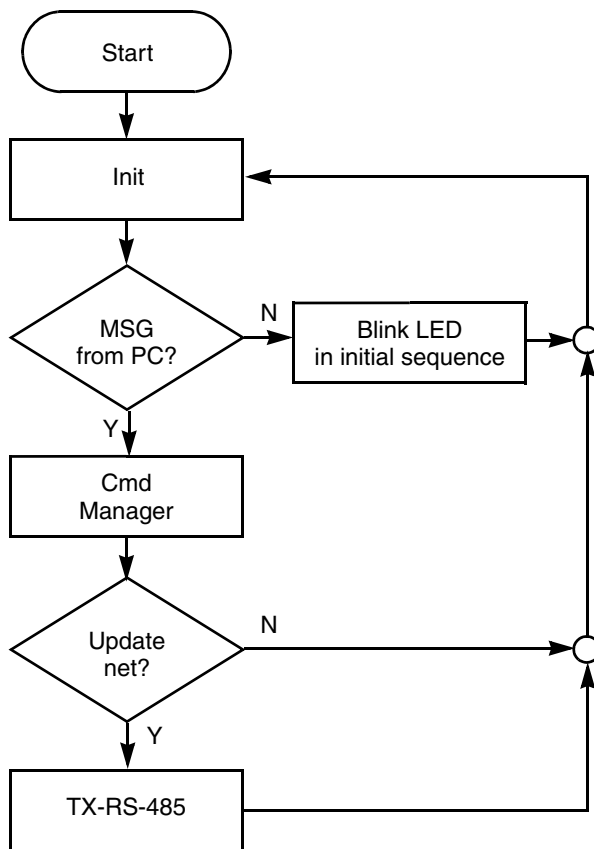 Start
Init
MSG
from PC?
N
Blink LED
in initial sequence
Y
Cmd
Manager
Update
net?
N
Y
TX-RS-485